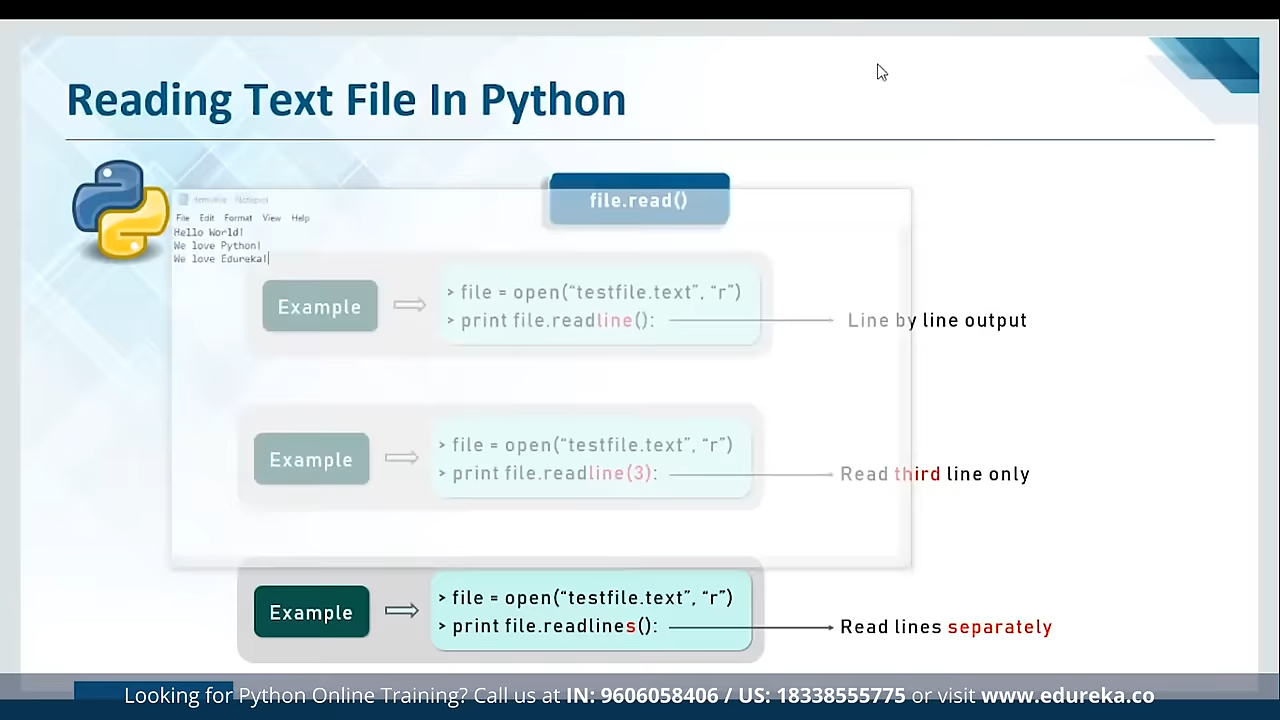 Reading Text File In Python
file.read()
File Edit Format View Help
Hello World!
We love Python!
We love Edureka!
Example
> file = open(“testfile.text”, “r”)
> print file.readline():
Line by line output
Example
> file = open(“testfile.text”, “r”)
> print file.readline(3):
Read third line only
Example
> file = open(“testfile.text”, “r”)
> print file.readlines():
Read lines separately
Looking for Python Online Training? Call us at IN: 9606058406 / US: 18338555775 or visit www.edureka.co